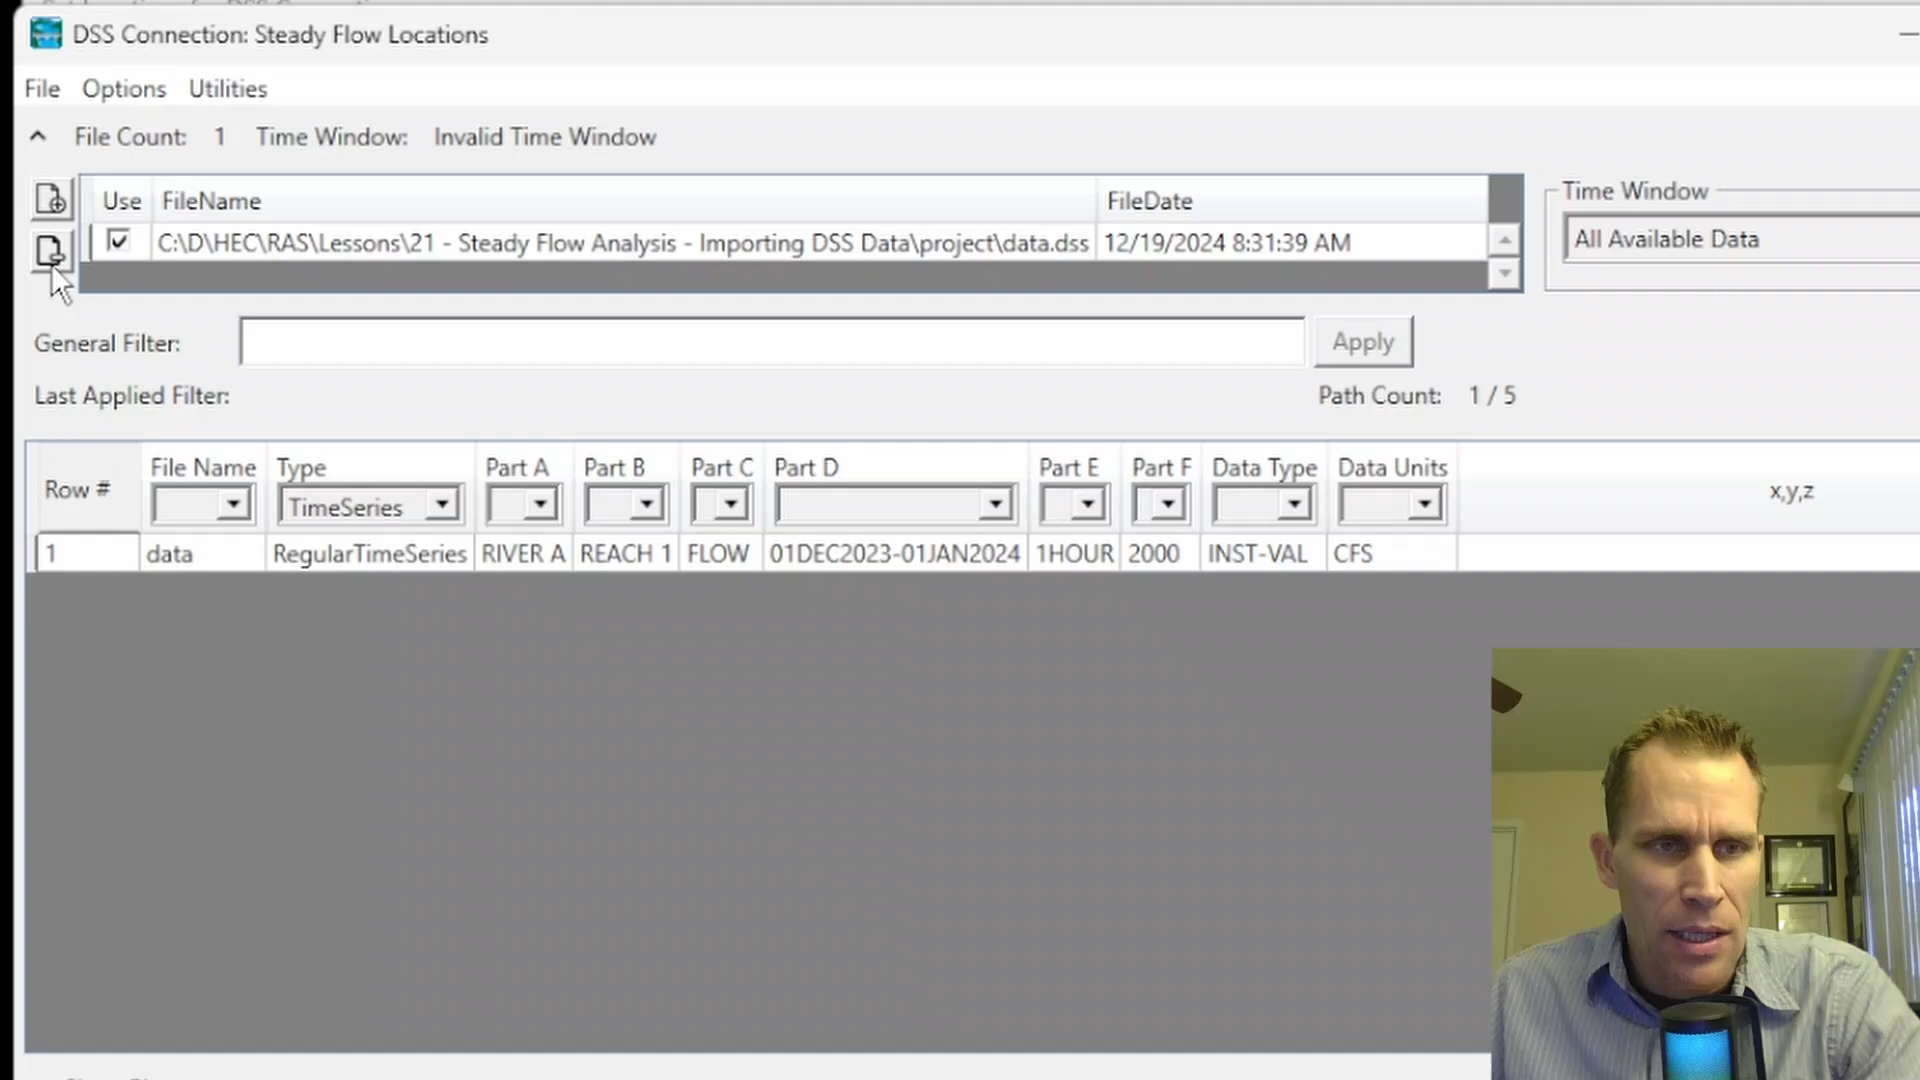 DSS Connection: Steady Flow Locations
File Options Utilities
File Count: 1 Time Window: Invalid Time Window
Use FileName FileDate
C:\D\HEC\RAS\Lessons\21 - Steady Flow Analysis - Importing DSS Data\project\data.dss 12/19/2024 8:31:39 AM
Time Window
All Available Data
General Filter: Apply
Last Applied Filter: Path Count: 1 / 5
Row # File Name Type Part A Part B Part C Part D Part E Part F Data Type Data Units x,y,z
TimeSeries
1 data RegularTimeSeries RIVER A REACH 1 FLOW 01DEC2023-01JAN2024 1HOUR 2000 INST-VAL CFS